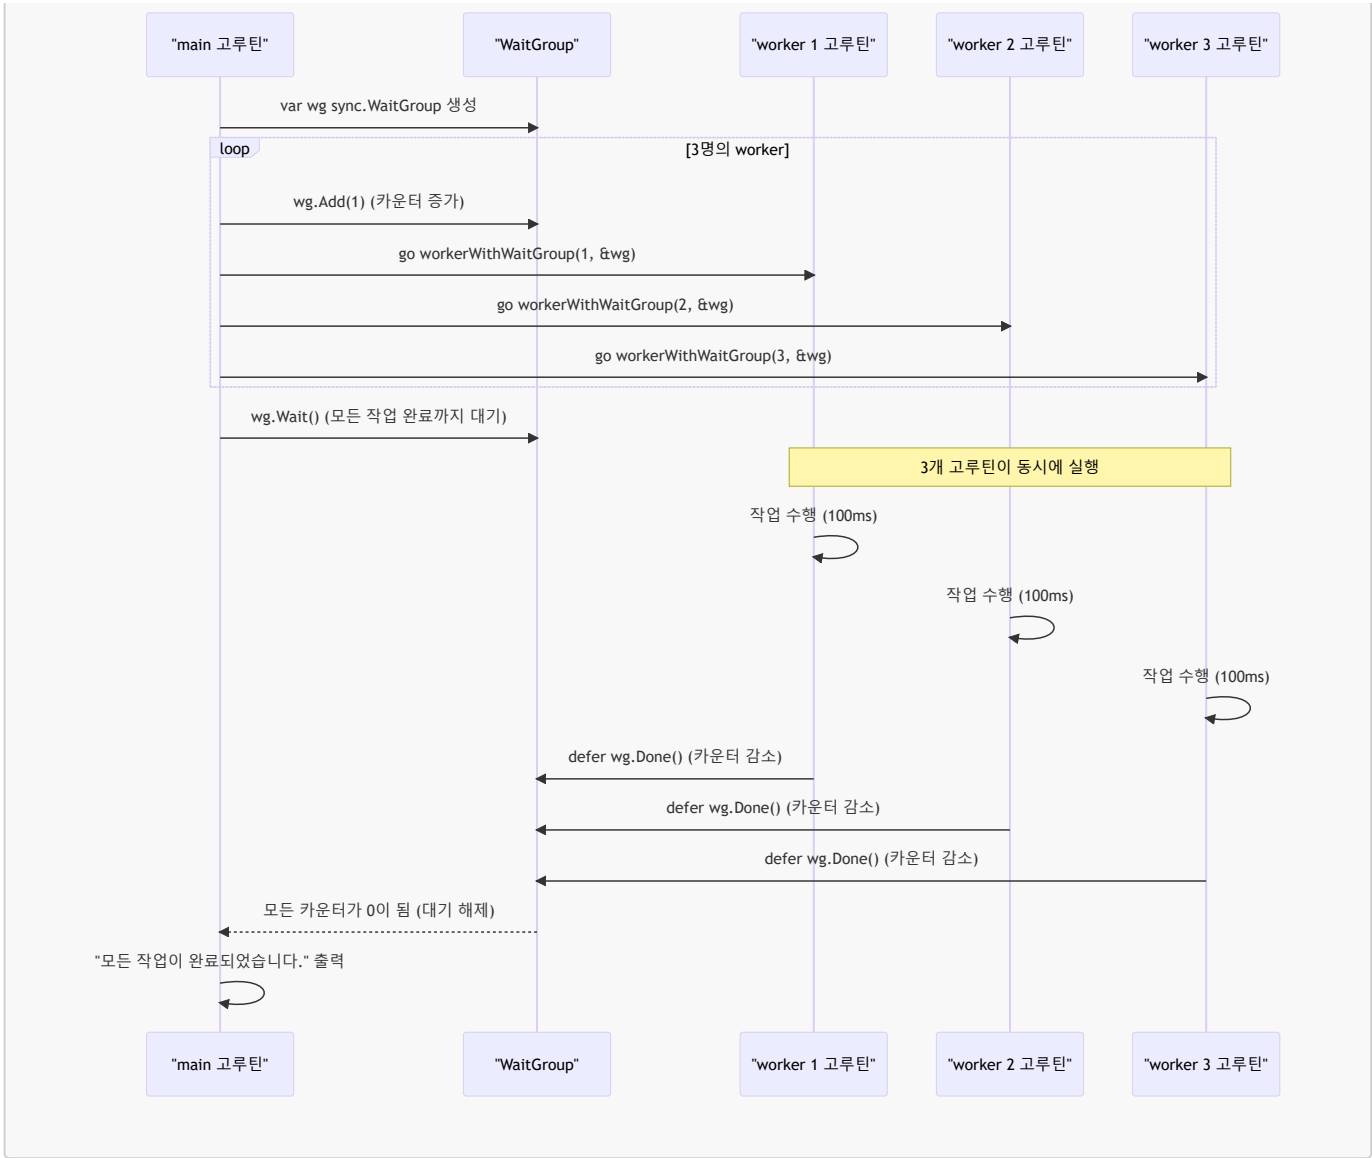 "main 고루틴"
"WaitGroup"
"worker 1 고루틴"
"worker 2 고루틴"
"worker 3 고루틴"
var wg sync.WaitGroup 생성
loop
[3명의 worker]
wg.Add(1) (카운터 증가)
go workerWithWaitGroup(1, &wg)
go workerWithWaitGroup(2, &wg)
go workerWithWaitGroup(3, &wg)
wg.Wait() (모든 작업 완료까지 대기)
3개 고루틴이 동시에 실행
작업 수행 (100ms)
작업 수행 (100ms)
작업 수행 (100ms)
defer wg.Done() (카운터 감소)
defer wg.Done() (카운터 감소)
defer wg.Done() (카운터 감소)
모든 카운터가 0이 됨 (대기 해제)
"모든 작업이 완료되었습니다." 출력
"main 고루틴"
"WaitGroup"
"worker 1 고루틴"
"worker 2 고루틴"
"worker 3 고루틴"